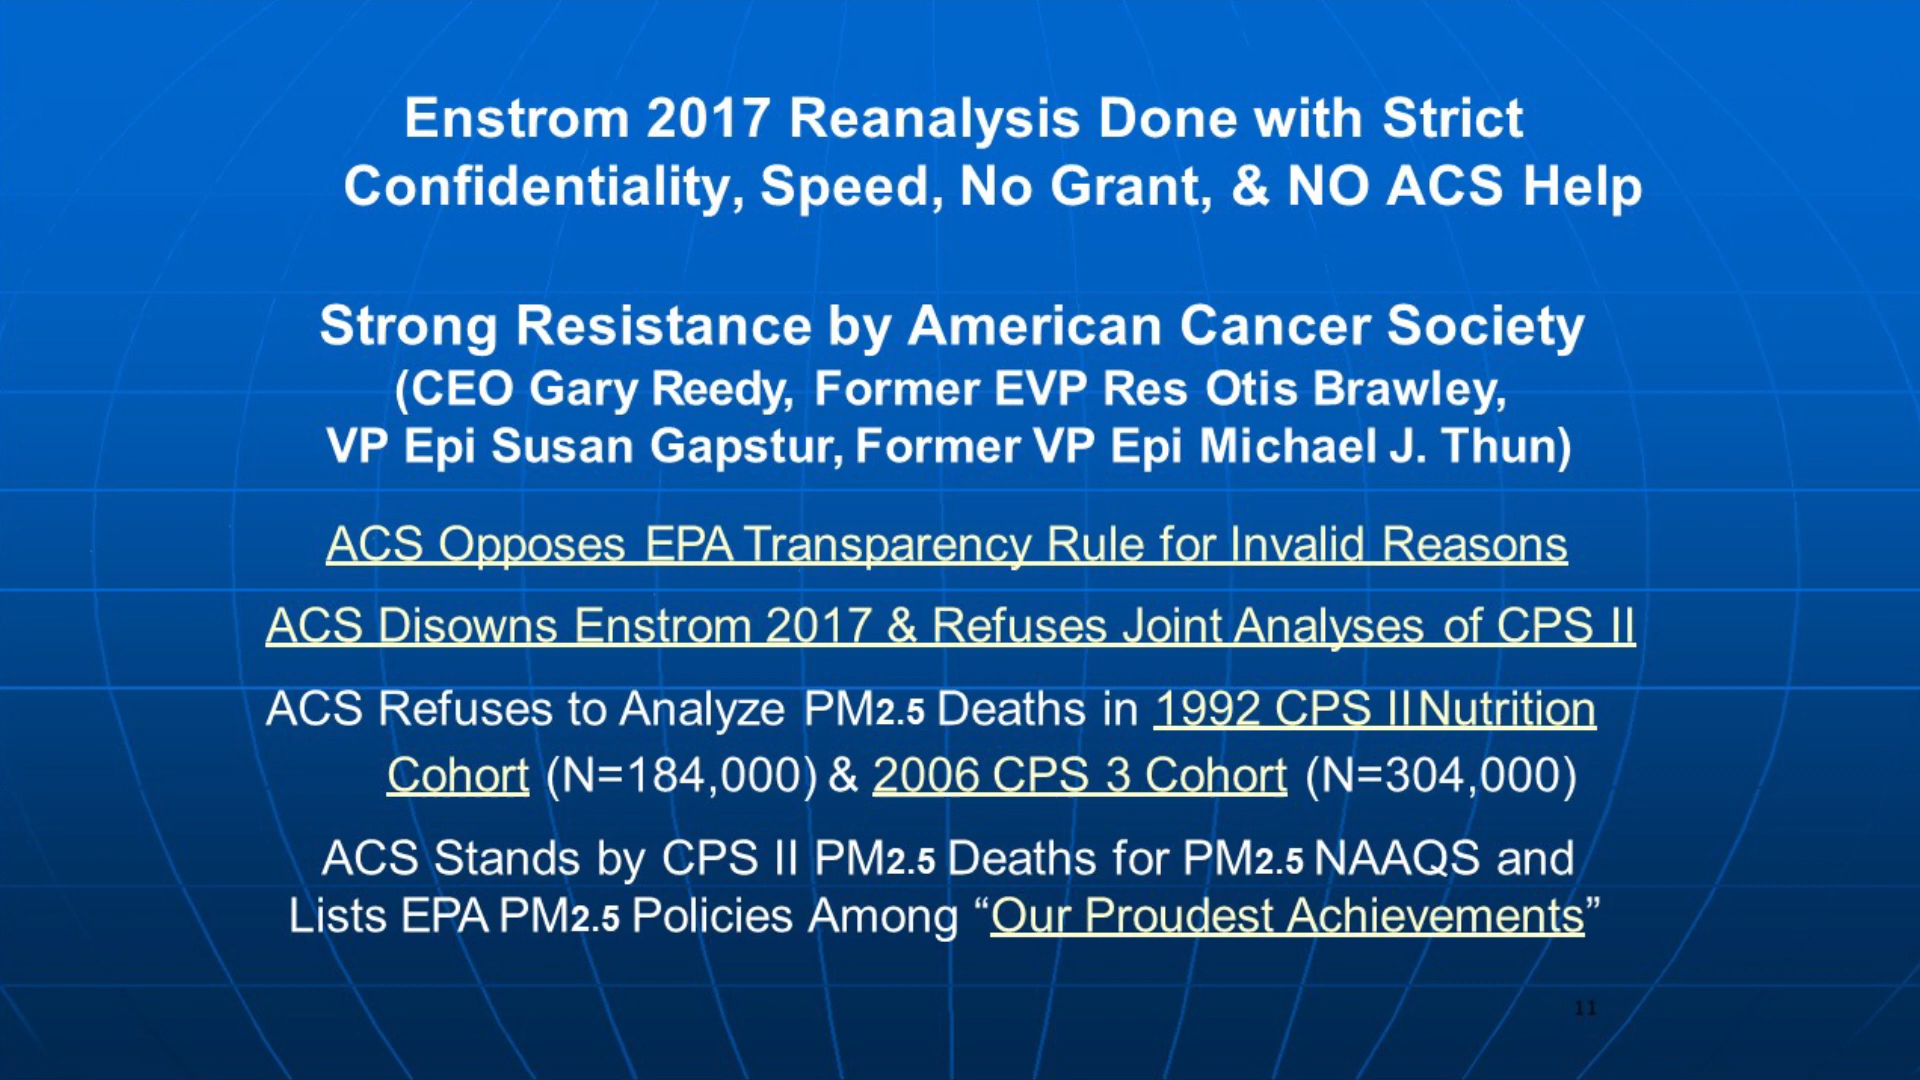 Enstrom 2017 Reanalysis Done with Strict
Confidentiality, Speed, No Grant, & NO ACS Help
Strong Resistance by American Cancer Society
(CEO Gary Reedy, Former EVP Res Otis Brawley,
VP Epi Susan Gapstur, Former VP Epi Michael J. Thun)
ACS Opposes EPA Transparency Rule for Invalid Reasons
ACS Disowns Enstrom 2017 & Refuses Joint Analyses of CPS II
ACS Refuses to Analyze PM2.5 Deaths in 1992 CPS II Nutrition
Cohort (N=184,000) & 2006 CPS 3 Cohort (N=304,000)
ACS Stands by CPS II PM2.5 Deaths for PM2.5 NAAQS and
Lists EPA PM2.5 Policies Among “Our Proudest Achievements”
11